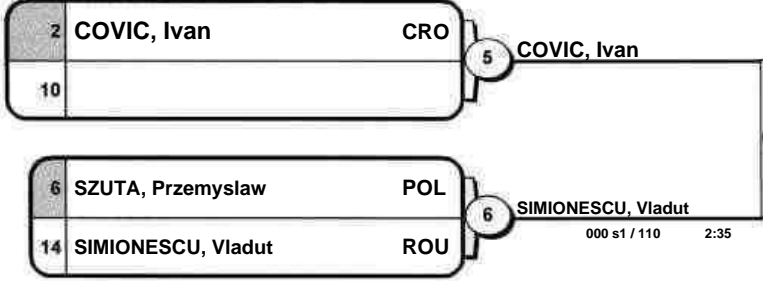 2 COVIC, Ivan CRO
5 COVIC, Ivan
10
6 SZUTA, Przemyslaw POL
6 SIMIONESCU, Vladut
000 s1 / 110 2:35
14 SIMIONESCU, Vladut ROU